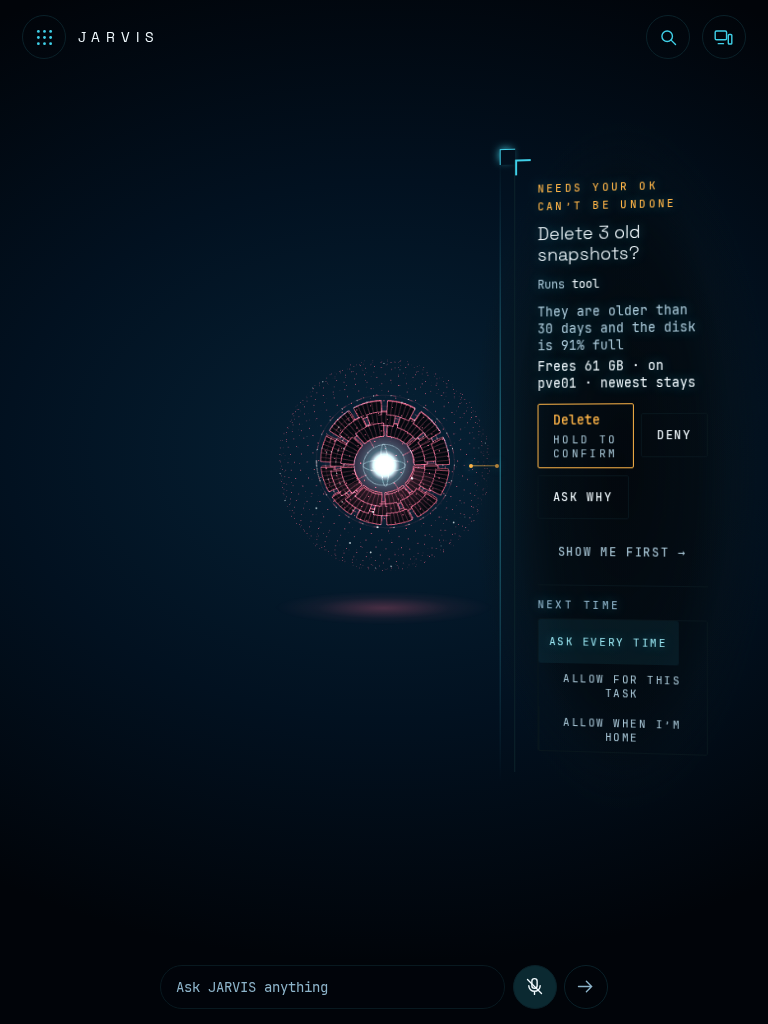 JARVIS
NEEDS YOUR OK
CAN'T BE UNDONE
Delete 3 old
snapshots?
Runs tool
They are older than
30 days and the disk
is 91% full
Frees 61 GB · on
pve01 · newest stays
Delete
HOLD TO
CONFIRM
DENY
ASK WHY
SHOW ME FIRST →
NEXT TIME
ASK EVERY TIME
ALLOW FOR THIS
TASK
ALLOW WHEN I'M
HOME
Ask JARVIS anything